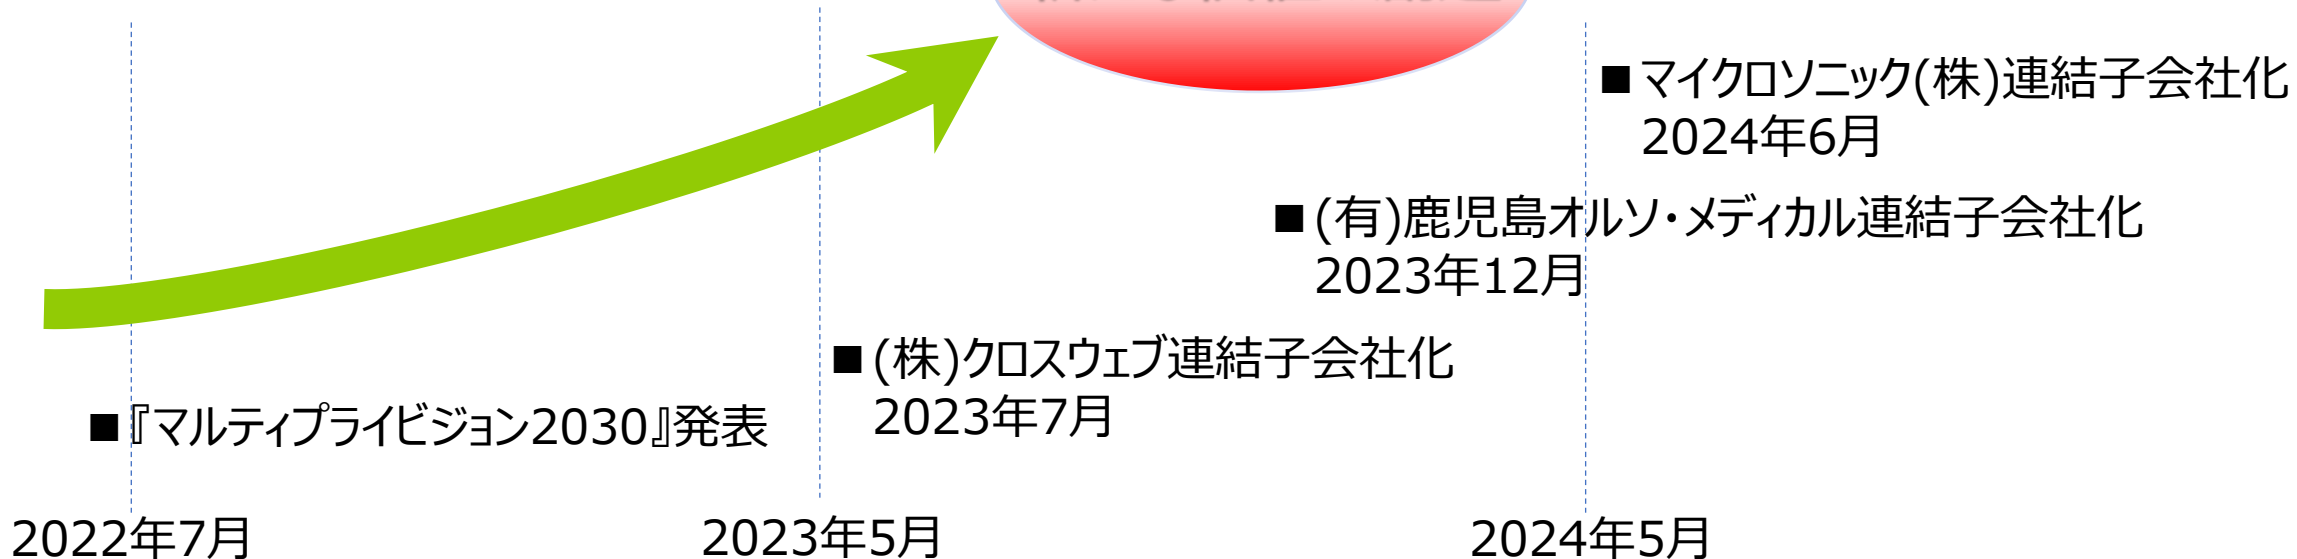 ■マイクロソニック(株)連結子会社化
2024年6月
■(有)鹿児島オルソ・メディカル連結子会社化
2023年12月
■(株)クロスウェブ連結子会社化
2023年7月
■『マルティプライビジョン2030』発表
2022年7月
2023年5月
2024年5月